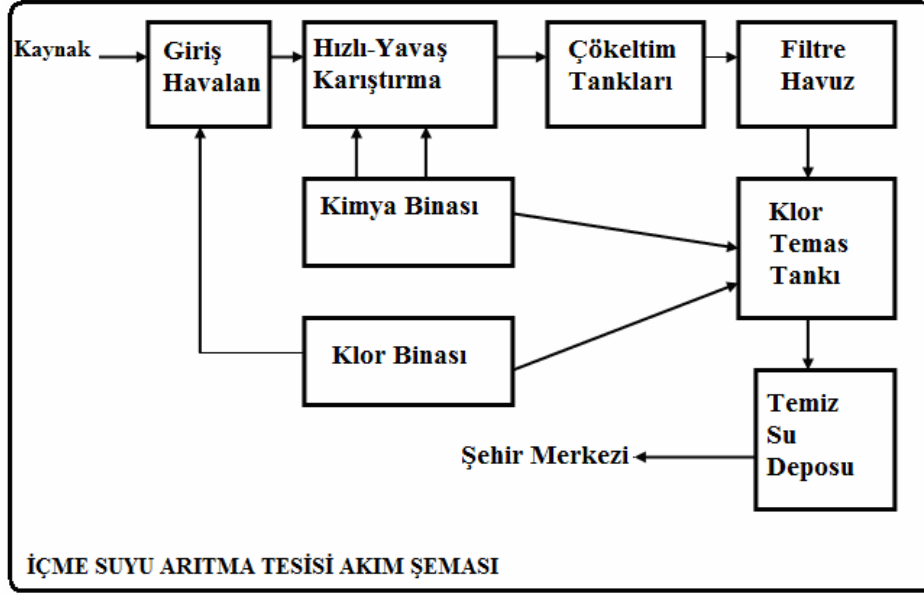 Kaynak
Giriş
Havalan
Hızlı-Yavaş
Karıştırma
Çökeltim
Tankları
Filtre
Havuz
Kimya Binası
Klor
Temas
Tankı
Klor Binası
Temiz
Su
Deposu
Şehir Merkezi
İÇME SUYU ARITMA TESİSİ AKIM ŞEMASI